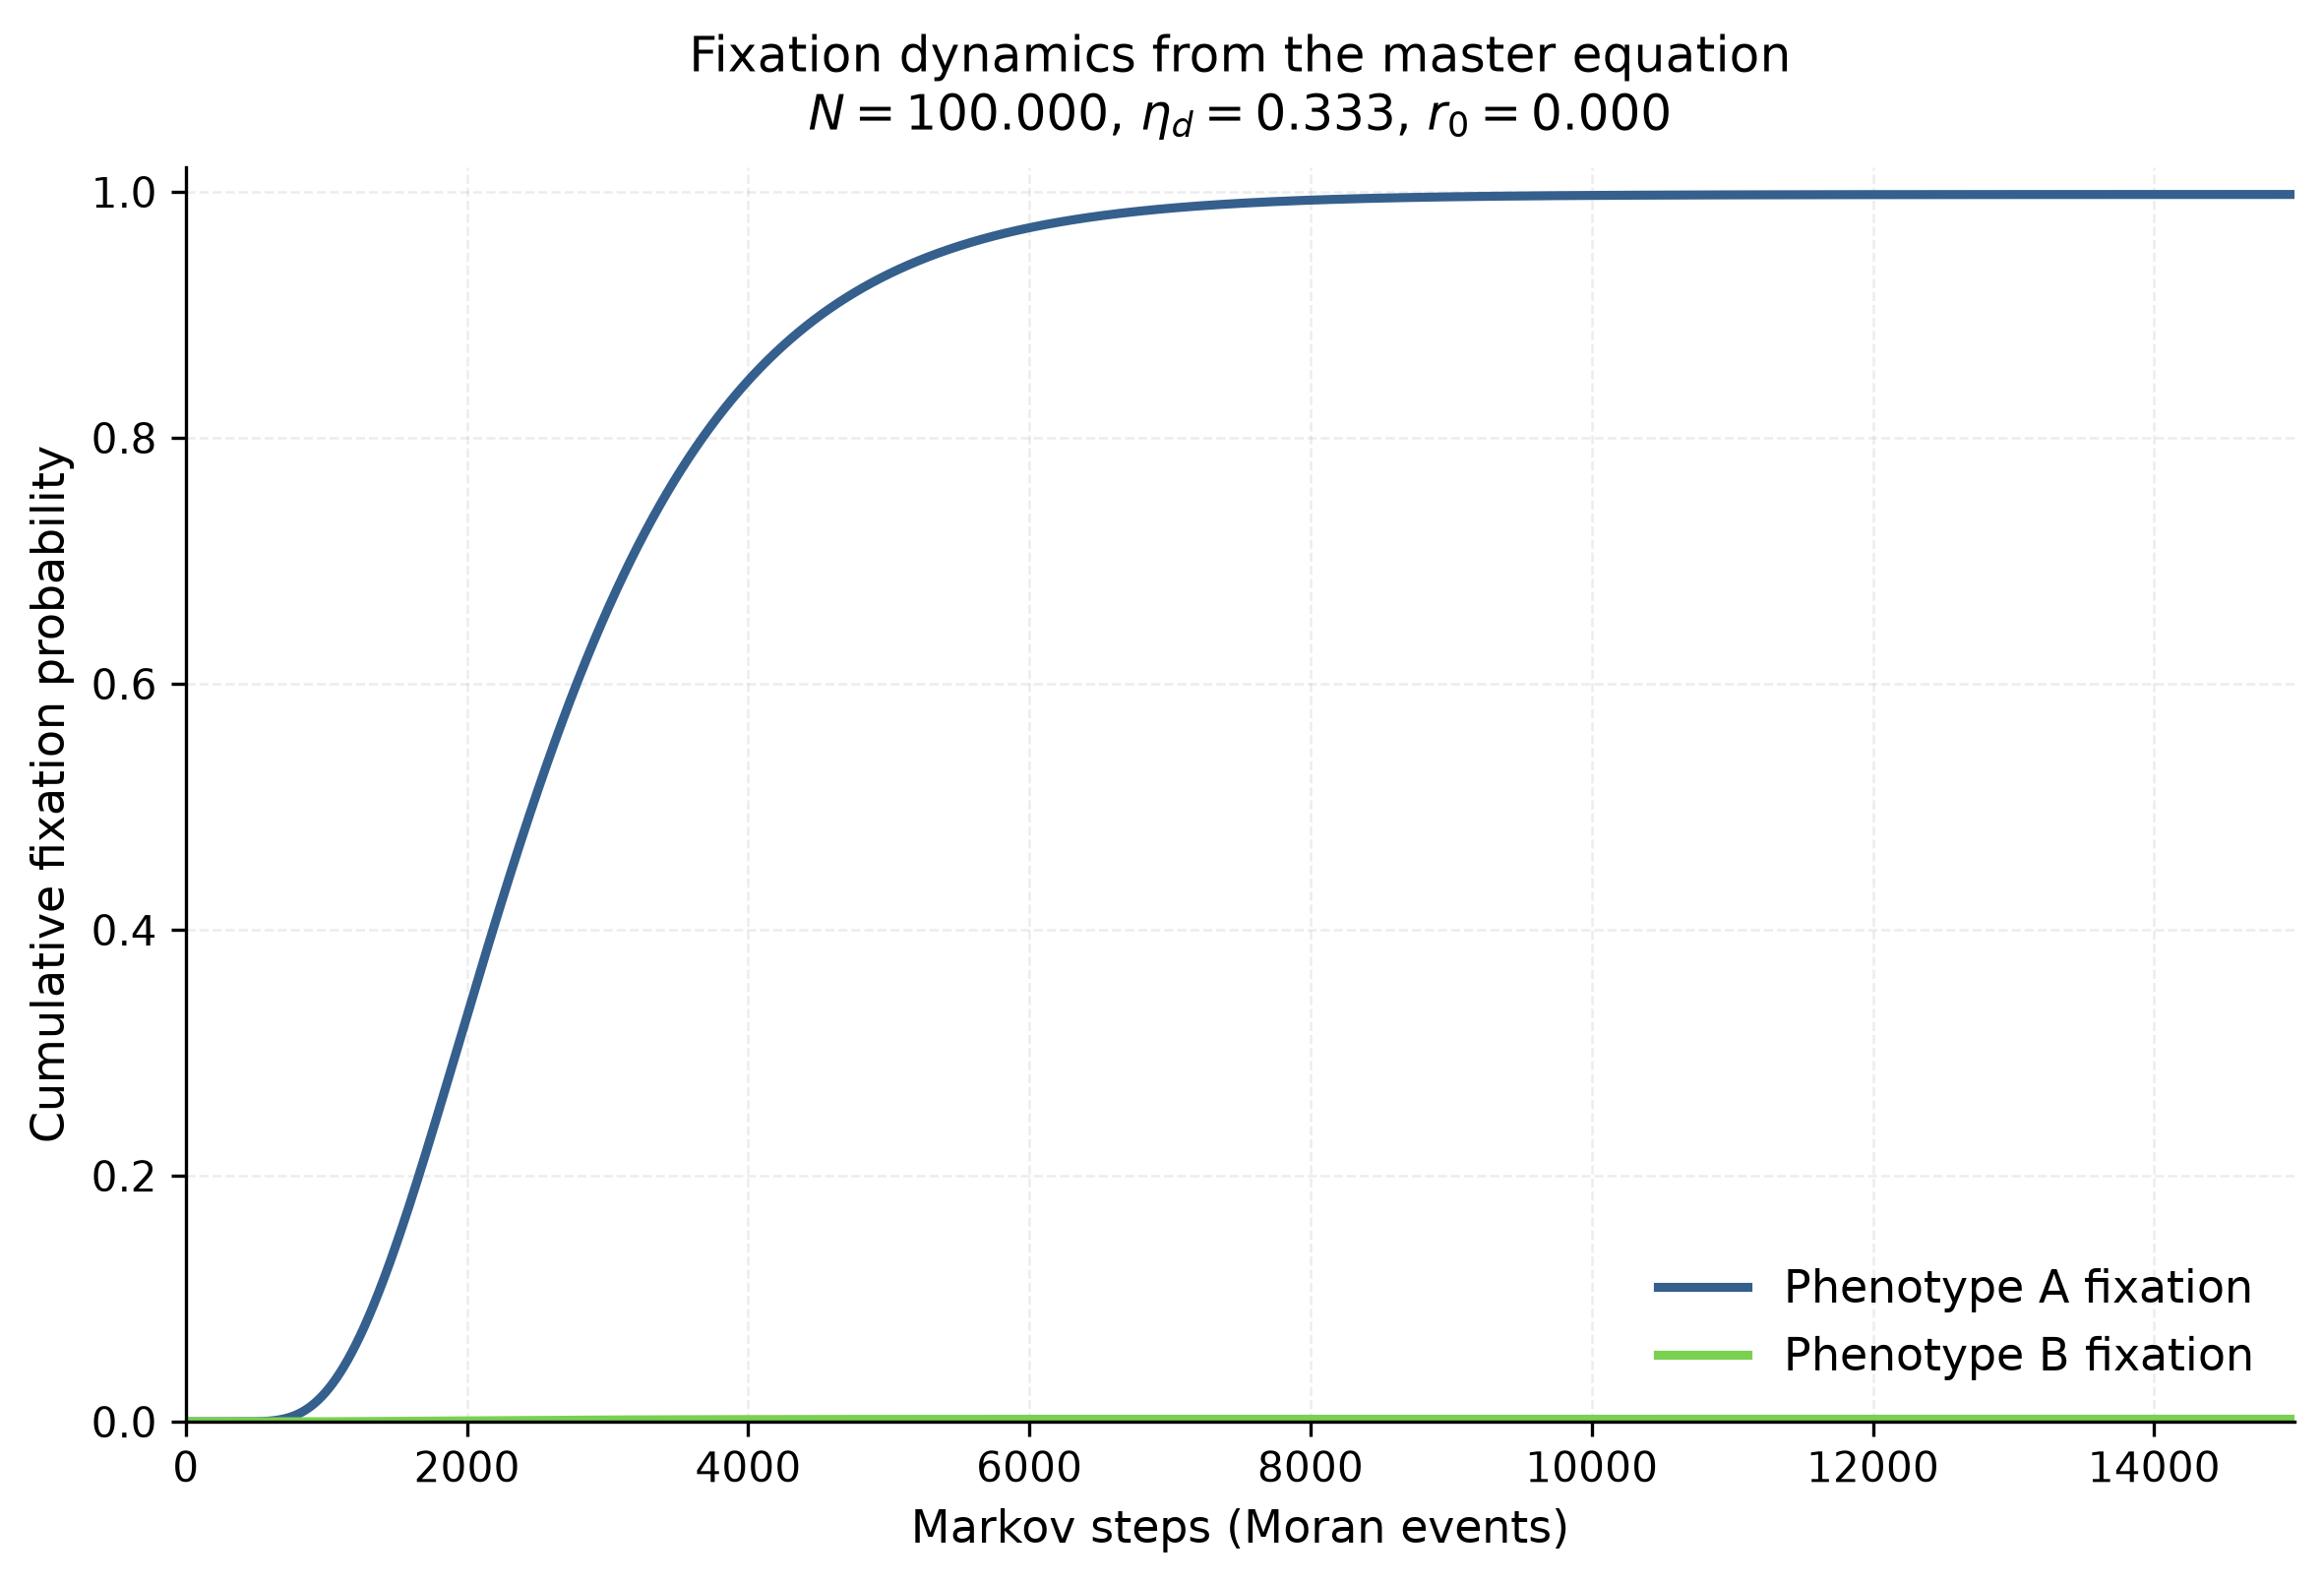 Fixation dynamics from the master equation
N = 100.000, η_d = 0.333, r_0 = 0.000
Cumulative fixation probability
1.0
0.8
0.6
0.4
0.2
0.0
0 2000 4000 6000 8000 10000 12000 14000
Markov steps (Moran events)
Phenotype A fixation
Phenotype B fixation